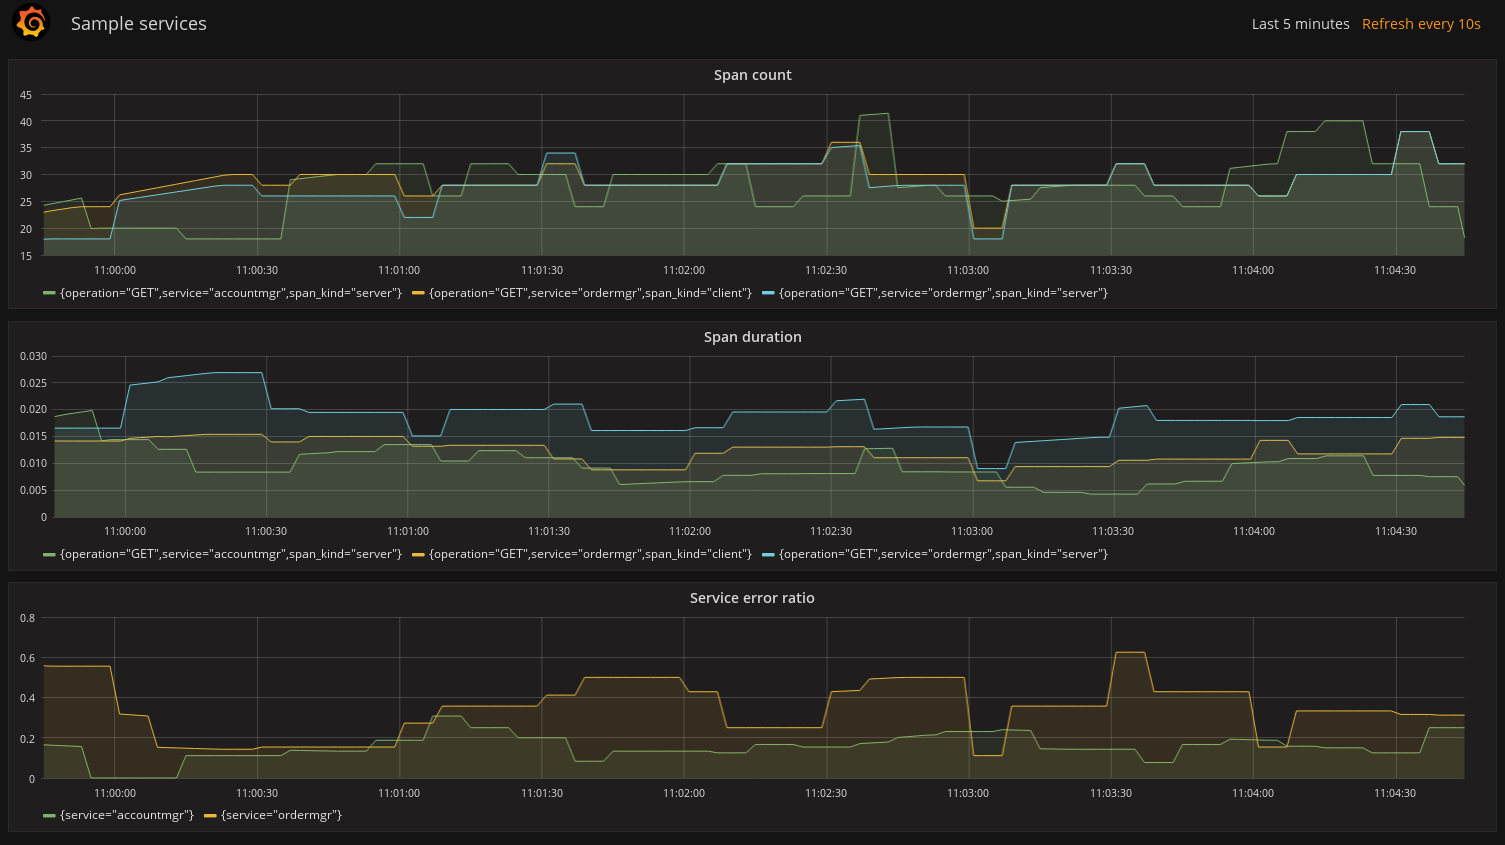 Sample services
Last 5 minutes Refresh every 10s
Span count
45
40
35
30
25
20
15
11:00:00 11:00:30 11:01:00 11:01:30 11:02:00 11:02:30 11:03:00 11:03:30 11:04:00 11:04:30
{operation="GET",service="accountmgr",span_kind="server"} {operation="GET",service="ordermgr",span_kind="client"} {operation="GET",service="ordermgr",span_kind="server"}
Span duration
0.030
0.025
0.020
0.015
0.010
0.005
0
11:00:00 11:00:30 11:01:00 11:01:30 11:02:00 11:02:30 11:03:00 11:03:30 11:04:00 11:04:30
{operation="GET",service="accountmgr",span_kind="server"} {operation="GET",service="ordermgr",span_kind="client"} {operation="GET",service="ordermgr",span_kind="server"}
Service error ratio
0.8
0.6
0.4
0.2
0
11:00:00 11:00:30 11:01:00 11:01:30 11:02:00 11:02:30 11:03:00 11:03:30 11:04:00 11:04:30
{service="accountmgr"} {service="ordermgr"}